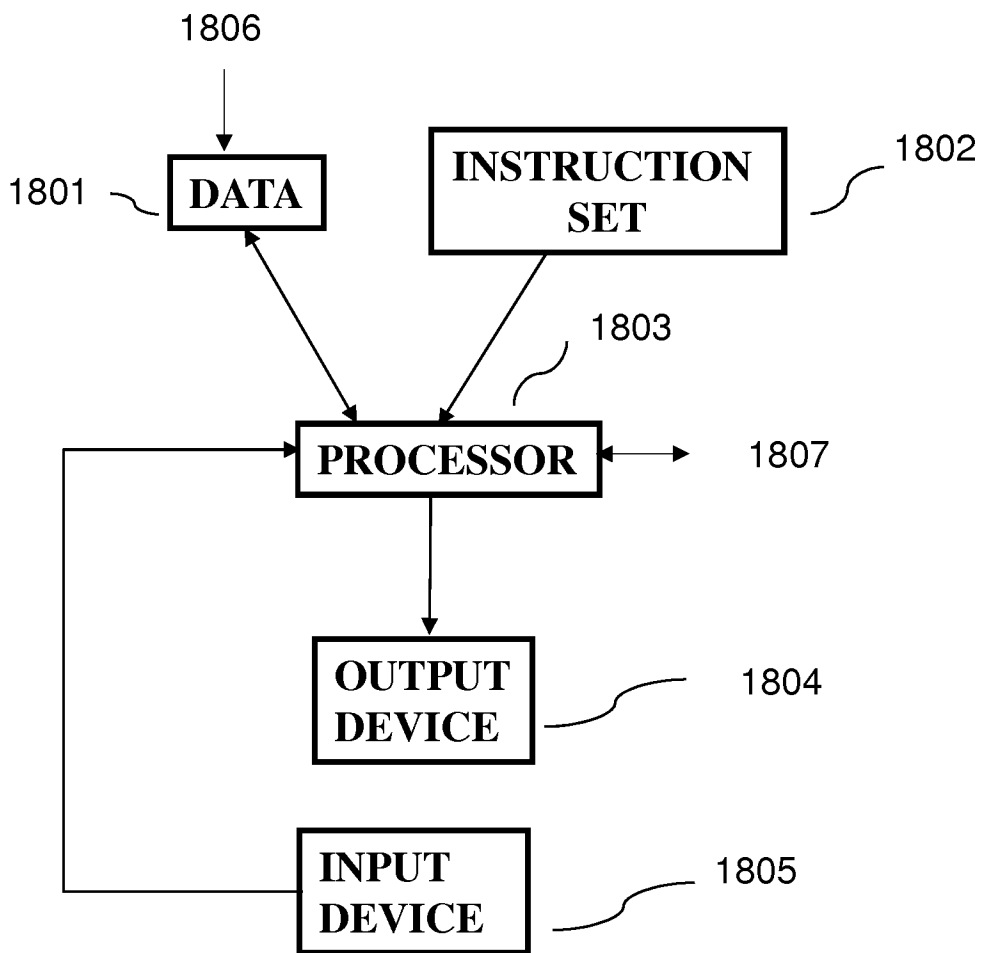 1806
1801
DATA
INSTRUCTION
SET
1802
1803
PROCESSOR
1807
OUTPUT
DEVICE
1804
INPUT
DEVICE
1805